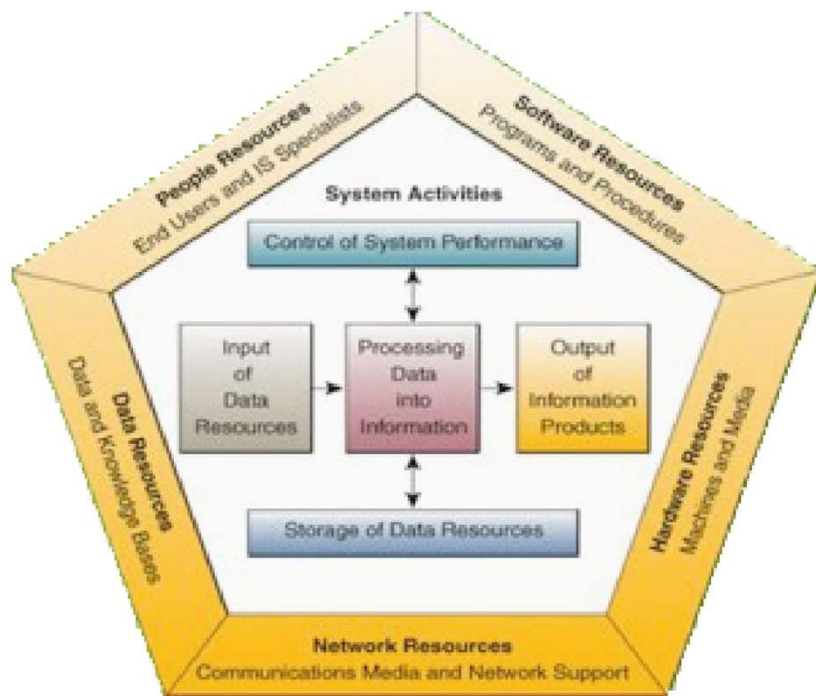 People Resources
End Users and IS Specialists
Software Resources
Programs and Procedures
System Activities
Control of System Performance
Input
of
Data
Resources
Processing
Data
into
Information
Output
of
Information
Products
Storage of Data Resources
Data Resources
Data and Knowledge Bases
Hardware Resources
Machines and Media
Network Resources
Communications Media and Network Support